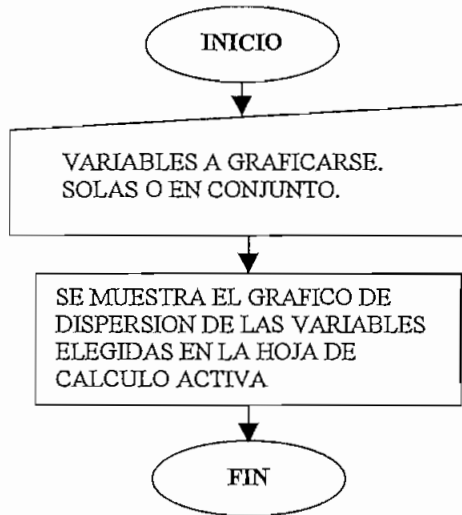 INICIO
VARIABLES A GRAFICARSE.
SOLAS O EN CONJUNTO.
SE MUESTRA EL GRAFICO DE
DISPERSION DE LAS VARIABLES
ELEGIDAS EN LA HOJA DE
CALCULO ACTIVA
FIN